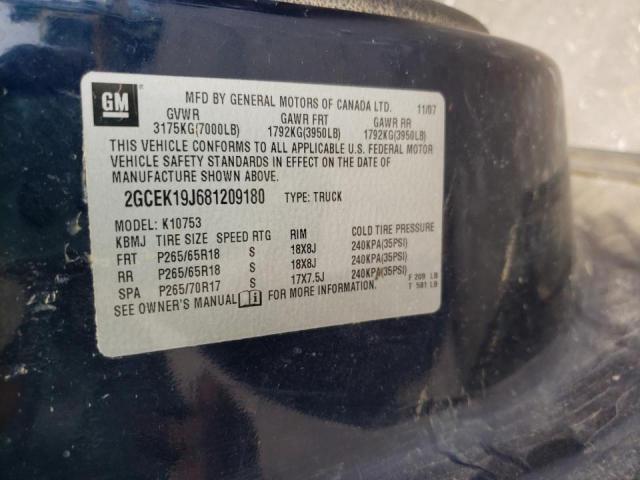 GM
MFD BY GENERAL MOTORS OF CANADA LTD. 11/07
GVWR GAWR FRT GAWR RR
3175KG(7000LB) 1792KG(3950LB) 1792KG(3950LB)
THIS VEHICLE CONFORMS TO ALL APPLICABLE U.S. FEDERAL MOTOR
VEHICLE SAFETY STANDARDS IN EFFECT ON THE DATE OF
MANUFACTURE SHOWN ABOVE.
2GCEK19J681209180 TYPE: TRUCK
MODEL: K10753
KBMJ TIRE SIZE SPEED RTG RIM COLD TIRE PRESSURE
FRT P265/65R18 S 18X8J 240KPA(35PSI)
RR P265/65R18 S 18X8J 240KPA(35PSI)
SPA P265/70R17 S 17X7.5J 240KPA(35PSI)
SEE OWNER'S MANUAL FOR MORE INFORMATION.
F 209 LB
T 581 LB